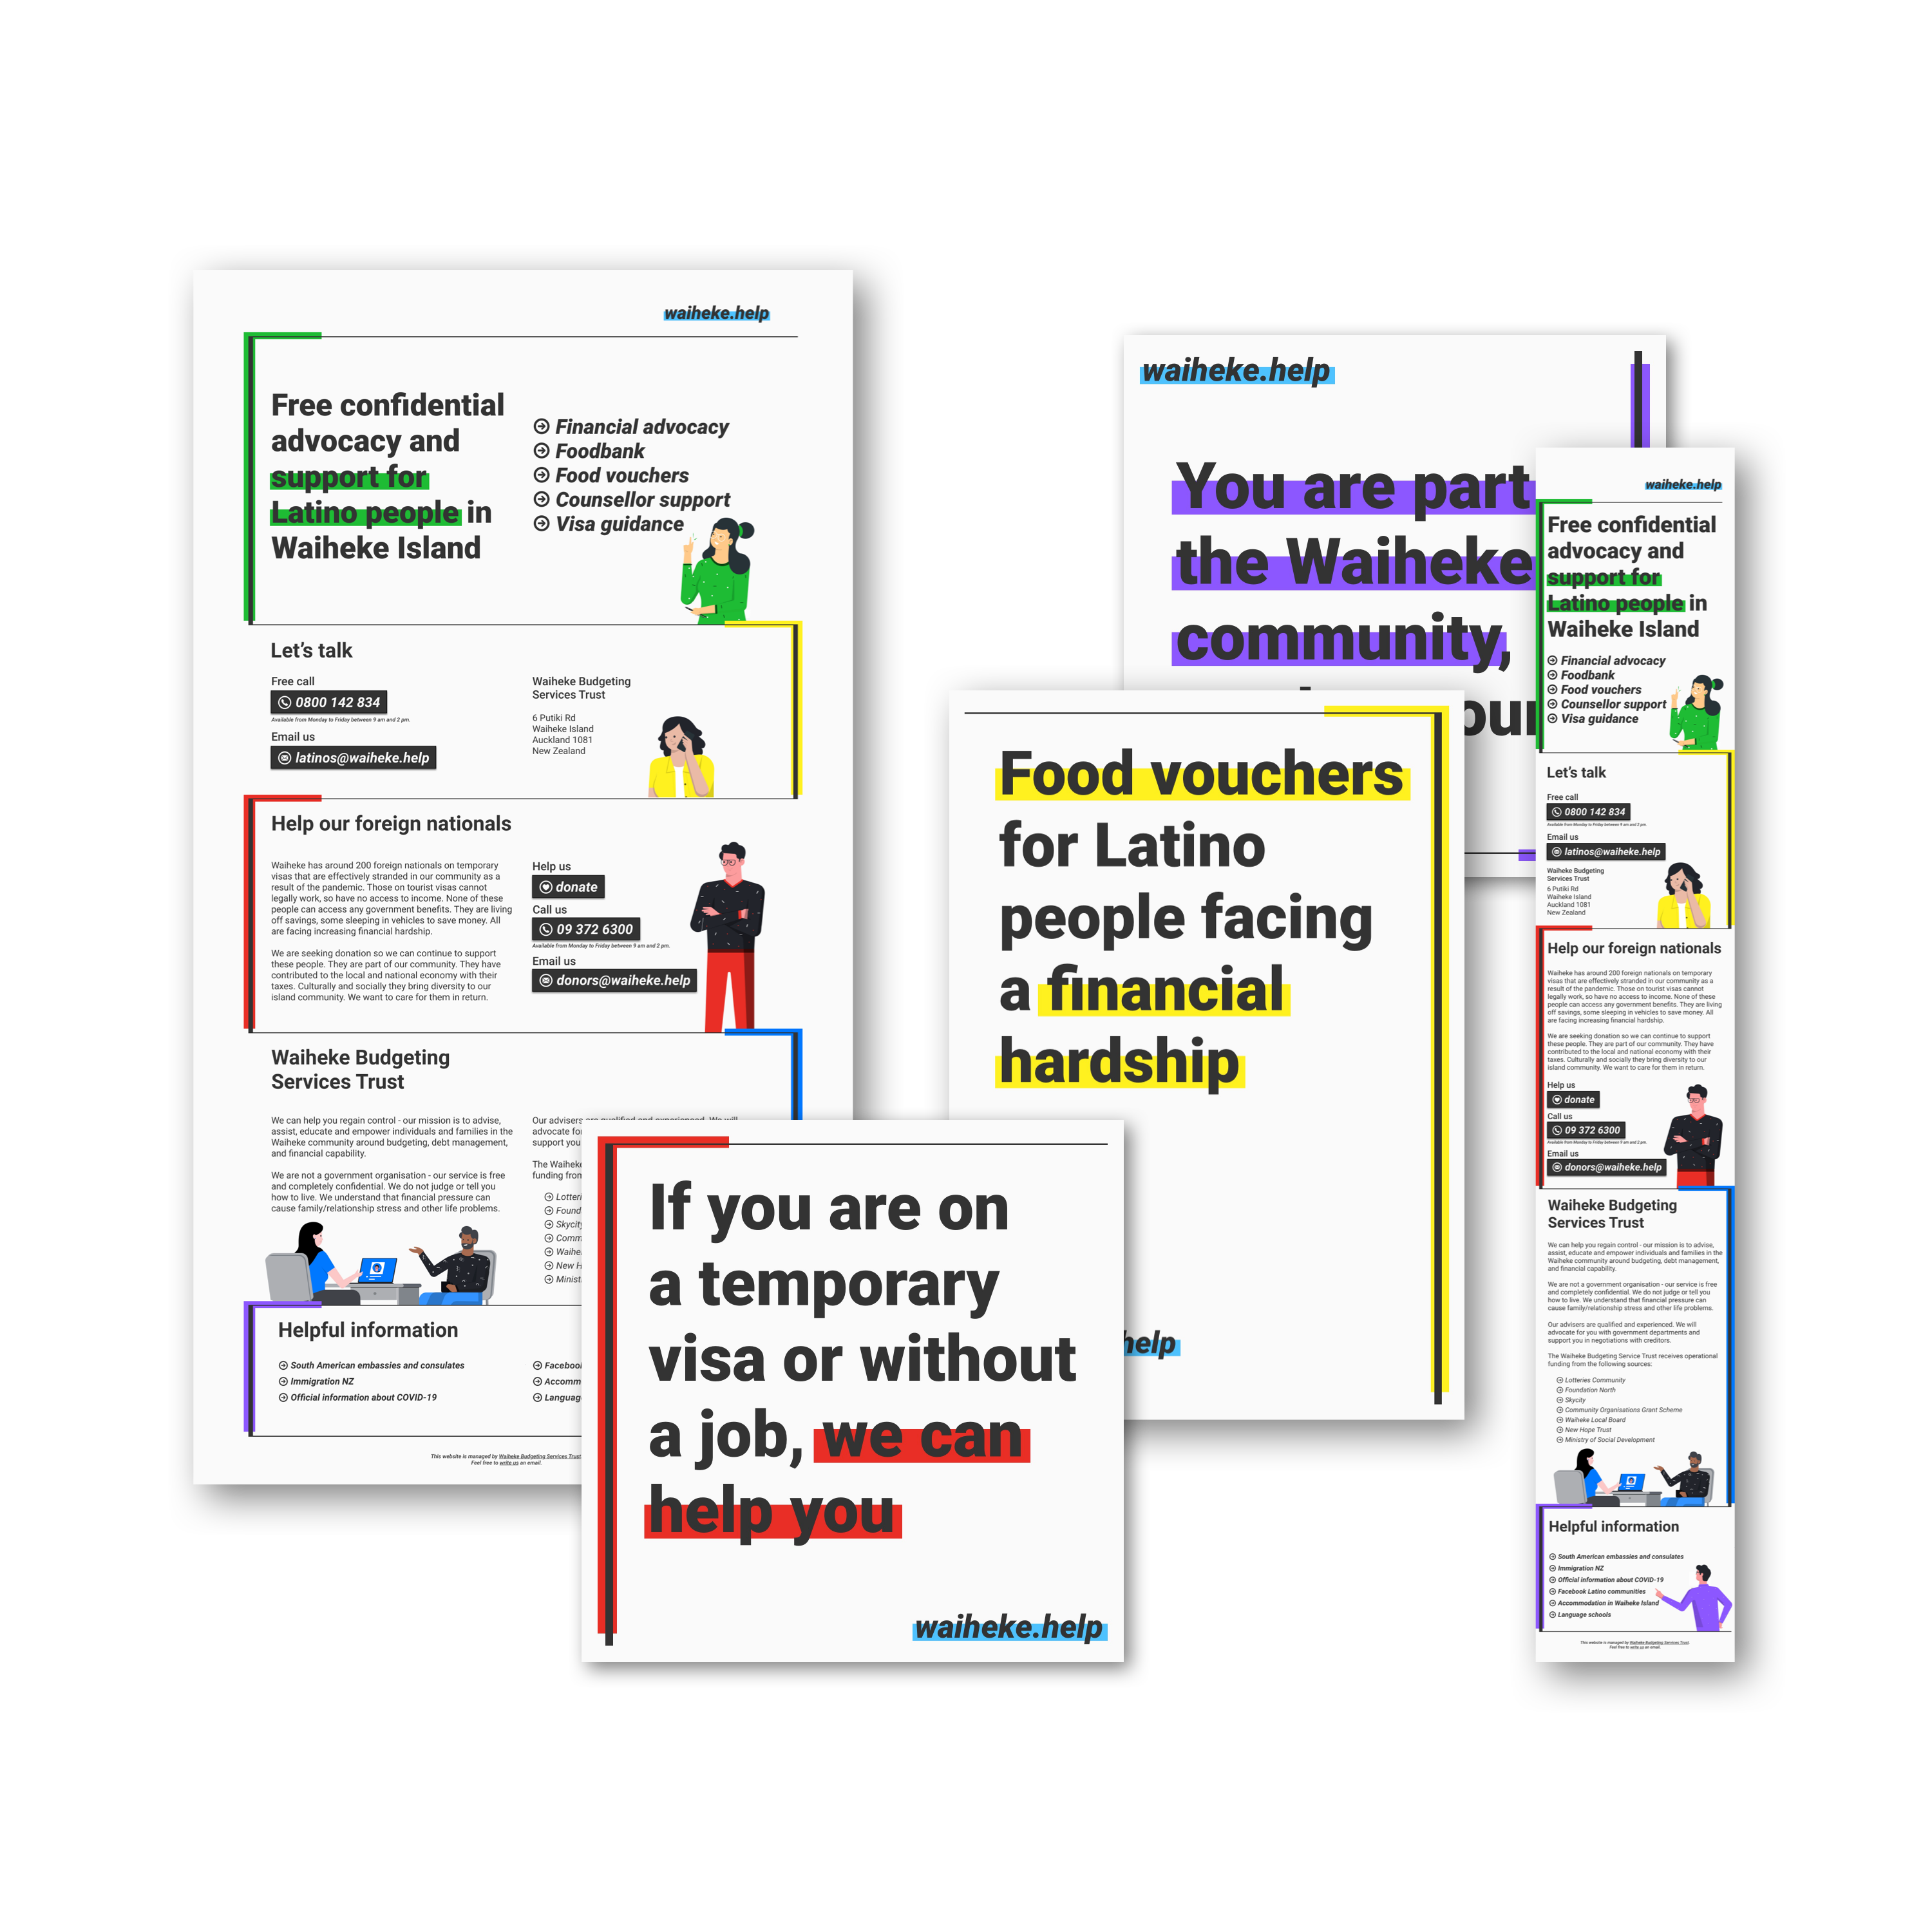 waiheke.help
Free confidential
advocacy and
support for
Latino people in
Waiheke Island
Financial advocacy
Foodbank
Food vouchers
Counsellor support
Visa guidance
Let's talk
Free call
0800 142 834
Available from Monday to Friday between 9 am and 2 pm.
Email us
latinos@waiheke.help
Waiheke Budgeting
Services Trust
6 Putiki Rd
Waiheke Island
Auckland 1081
New Zealand
Help our foreign nationals
Waiheke has around 200 foreign nationals on temporary
visas that are effectively stranded in our community as a
result of the pandemic. Those on tourist visas cannot
legally work, so have no access to income. None of these
people can access any government benefits. They are living
off savings, some sleeping in vehicles to save money. All
are facing increasing financial hardship.
We are seeking donation so we can continue to support
these people. They are part of our community. They have
contributed to the local and national economy with their
taxes. Culturally and socially they bring diversity to our
island community. We want to care for them in return.
Help us
donate
Call us
09 372 6300
Available from Monday to Friday between 9 am and 2 pm.
Email us
donors@waiheke.help
Waiheke Budgeting
Services Trust
We can help you regain control - our mission is to advise,
assist, educate and empower individuals and families in the
Waiheke community around budgeting, debt management,
and financial capability.
We are not a government organisation - our service is free
and completely confidential. We do not judge or tell you
how to live. We understand that financial pressure can
cause family/relationship stress and other life problems.
Our advisers are qualified and experienced. We will
advocate for
support you
The Waiheke
funding from
Lotteri
Found
Skycity
Comm
Waihe
New H
Minist
Helpful information
South American embassies and consulates
Immigration NZ
Official information about COVID-19
Facebook
Accomm
Language
This website is managed by Waiheke Budgeting Services Trust
Feel free to write us an email.
waiheke.help
You are part
the Waiheke
community,
our
Food vouchers
for Latino
people facing
a financial
hardship
help
If you are on
a temporary
visa or without
a job, we can
help you
waiheke.help
waiheke.help
Free confidential
advocacy and
support for
Latino people in
Waiheke Island
Financial advocacy
Foodbank
Food vouchers
Counsellor support
Visa guidance
Let's talk
Free call
0800 142 834
Available from Monday to Friday between 9 am and 2 pm.
Email us
latinos@waiheke.help
Waiheke Budgeting
Services Trust
6 Putiki Rd
Waiheke Island
Auckland 1081
New Zealand
Help our foreign nationals
Waiheke has around 200 foreign nationals on temporary
visas that are effectively stranded in our community as a
result of the pandemic. Those on tourist visas cannot
legally work, so have no access to income. None of these
people can access any government benefits. They are living
off savings, some sleeping in vehicles to save money. All
are facing increasing financial hardship.
We are seeking donation so we can continue to support
these people. They are part of our community. They have
contributed to the local and national economy with their
taxes. Culturally and socially they bring diversity to our
island community. We want to care for them in return.
Help us
donate
Call us
09 372 6300
Available from Monday to Friday between 9 am and 2 pm.
Email us
donors@waiheke.help
Waiheke Budgeting
Services Trust
We can help you regain control - our mission is to advise,
assist, educate and empower individuals and families in the
Waiheke community around budgeting, debt management,
and financial capability.
We are not a government organisation - our service is free
and completely confidential. We do not judge or tell you
how to live. We understand that financial pressure can
cause family/relationship stress and other life problems.
Our advisers are qualified and experienced. We will
advocate for you with government departments and
support you in negotiations with creditors.
The Waiheke Budgeting Service Trust receives operational
funding from the following sources:
Lotteries Community
Foundation North
Skycity
Community Organisations Grant Scheme
Waiheke Local Board
New Hope Trust
Ministry of Social Development
Helpful information
South American embassies and consulates
Immigration NZ
Official information about COVID-19
Facebook Latino communities
Accommodation in Waiheke Island
Language schools
This website is managed by Waiheke Budgeting Services Trust
Feel free to write us an email.